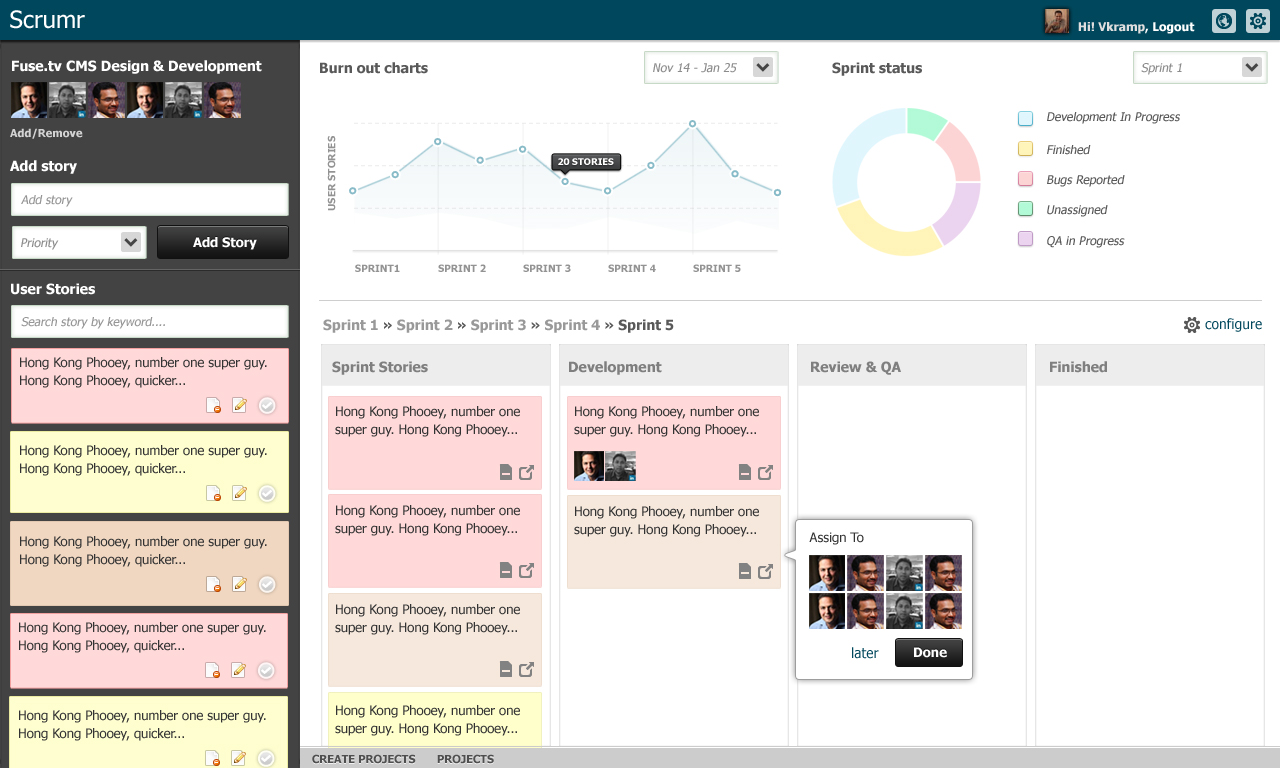 Scrumr
Hi! Vkramp, Logout
Fuse.tv CMS Design & Development
Add/Remove
Add story
Add story
Priority
Add Story
User Stories
Search story by keyword....
Hong Kong Phooey, number one super guy.
Hong Kong Phooey, quicker...
Hong Kong Phooey, number one super guy.
Hong Kong Phooey, quicker...
Hong Kong Phooey, number one super guy.
Hong Kong Phooey, quicker...
Hong Kong Phooey, number one super guy.
Hong Kong Phooey, quicker...
Hong Kong Phooey, number one super guy.
Hong Kong Phooey, quicker...
Burn out charts
Nov 14 - Jan 25
USER STORIES
20 STORIES
SPRINT1
SPRINT 2
SPRINT 3
SPRINT 4
SPRINT 5
Sprint status
Sprint 1
Development In Progress
Finished
Bugs Reported
Unassigned
QA in Progress
Sprint 1 » Sprint 2 » Sprint 3 » Sprint 4 » Sprint 5
configure
Sprint Stories
Hong Kong Phooey, number one
super guy. Hong Kong Phooey...
Hong Kong Phooey, number one
super guy. Hong Kong Phooey...
Hong Kong Phooey, number one
super guy. Hong Kong Phooey...
Hong Kong Phooey, number one
super guy. Hong Kong Phooey...
Development
Hong Kong Phooey, number one
super guy. Hong Kong Phooey...
in
Hong Kong Phooey, number one
super guy. Hong Kong Phooey...
Review & QA
Assign To
later
Done
Finished
CREATE PROJECTS
PROJECTS